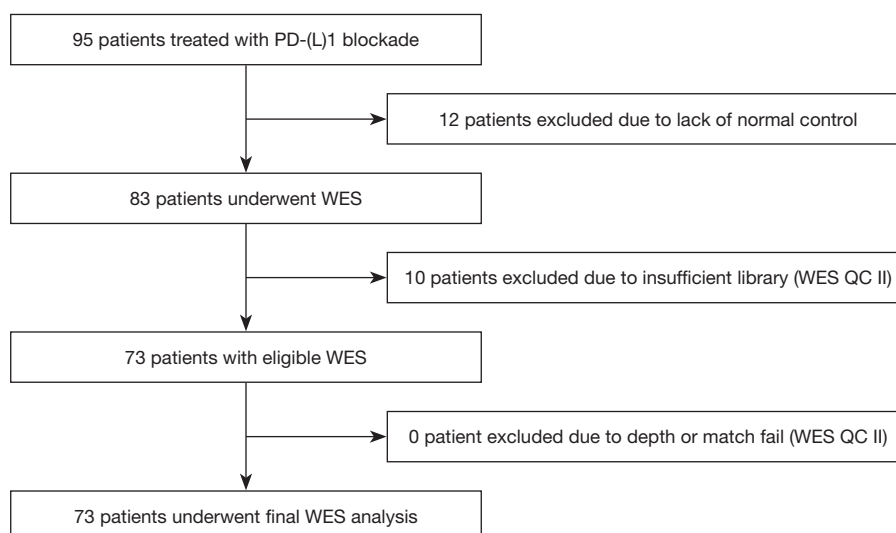 95 patients treated with PD-(L)1 blockade
12 patients excluded due to lack of normal control
83 patients underwent WES
10 patients excluded due to insufficient library (WES QC II)
73 patients with eligible WES
0 patient excluded due to depth or match fail (WES QC II)
73 patients underwent final WES analysis